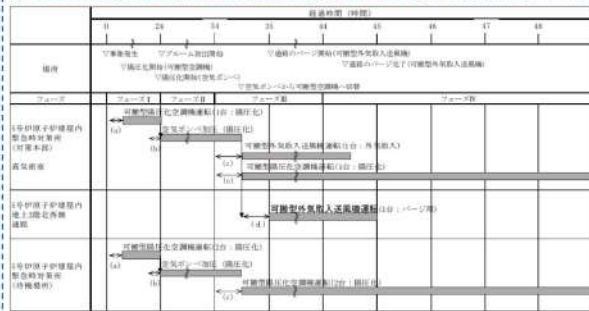 経過時間（時間）
0 24 34 35 44 45 46 47 48
場所
▽事象発生
▽プルーム放出開始
▽通路のパージ開始(可搬型外気取入送風機)
▽陽圧化開始(可搬型空調機)
▽通路のパージ完了(可搬型外気取入送風機)
▽陽圧化開始(空気ボンベ)
▽空気ボンベから可搬型空調機へ切替
フェーズ フェーズⅠ フェーズⅡ フェーズⅢ フェーズⅣ
5号炉原子炉建屋内
緊急時対策所
(対策本部)
高気密室
可搬型陽圧化空調機運転(1台：陽圧化)
(a)
空気ボンベ加圧 (陽圧化)
(b)
可搬型外気取入送風機運転(1台：外気取入)
(c)
可搬型陽圧化空調機運転(1台：陽圧化)
(c)
5号炉原子炉建屋内
地上3階北西側
通路
可搬型外気取入送風機運転(1台：パージ用)
(d)
5号炉原子炉建屋内
緊急時対策所
(待機場所)
可搬型陽圧化空調機運転(2台：陽圧化)
(a)
空気ボンベ加圧 (陽圧化)
(b)
可搬型陽圧化空調機運転(2台：陽圧化)
(c)